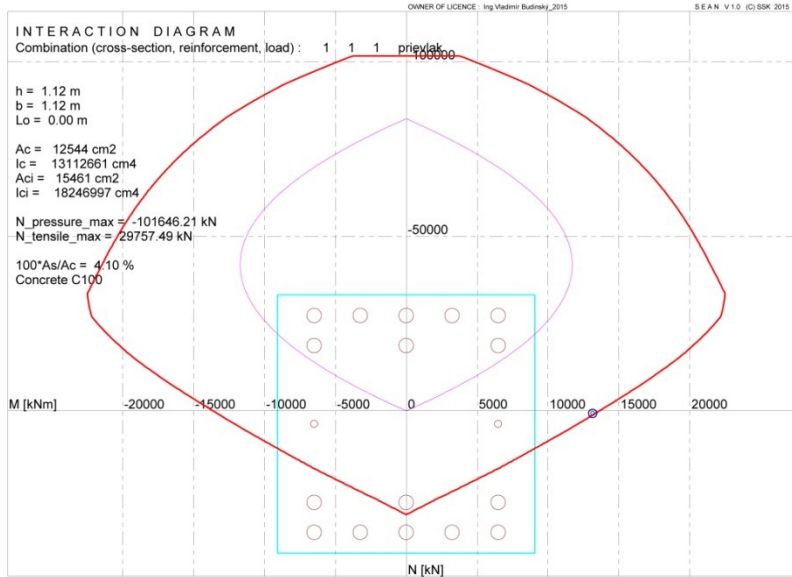 OWNER OF LICENCE : Ing.Vladimír Budinský_2015
S E A N V 1.0 (C) SSK 2015
INTERACTION DIAGRAM
Combination (cross-section, reinforcement, load) : 1 1 1 prievlak
-100000
h = 1.12 m
b = 1.12 m
Lo = 0.00 m
Ac = 12544 cm2
Ic = 13112661 cm4
Aci = 15461 cm2
Ici = 18246997 cm4
N_pressure_max = -101646.21 kN
N_tensile_max = 29757.49 kN
-50000
100*As/Ac = 4.10 %
Concrete C100
M [kNm] -20000 -15000 -10000 -5000 0 5000 10000 15000 20000
N [kN]